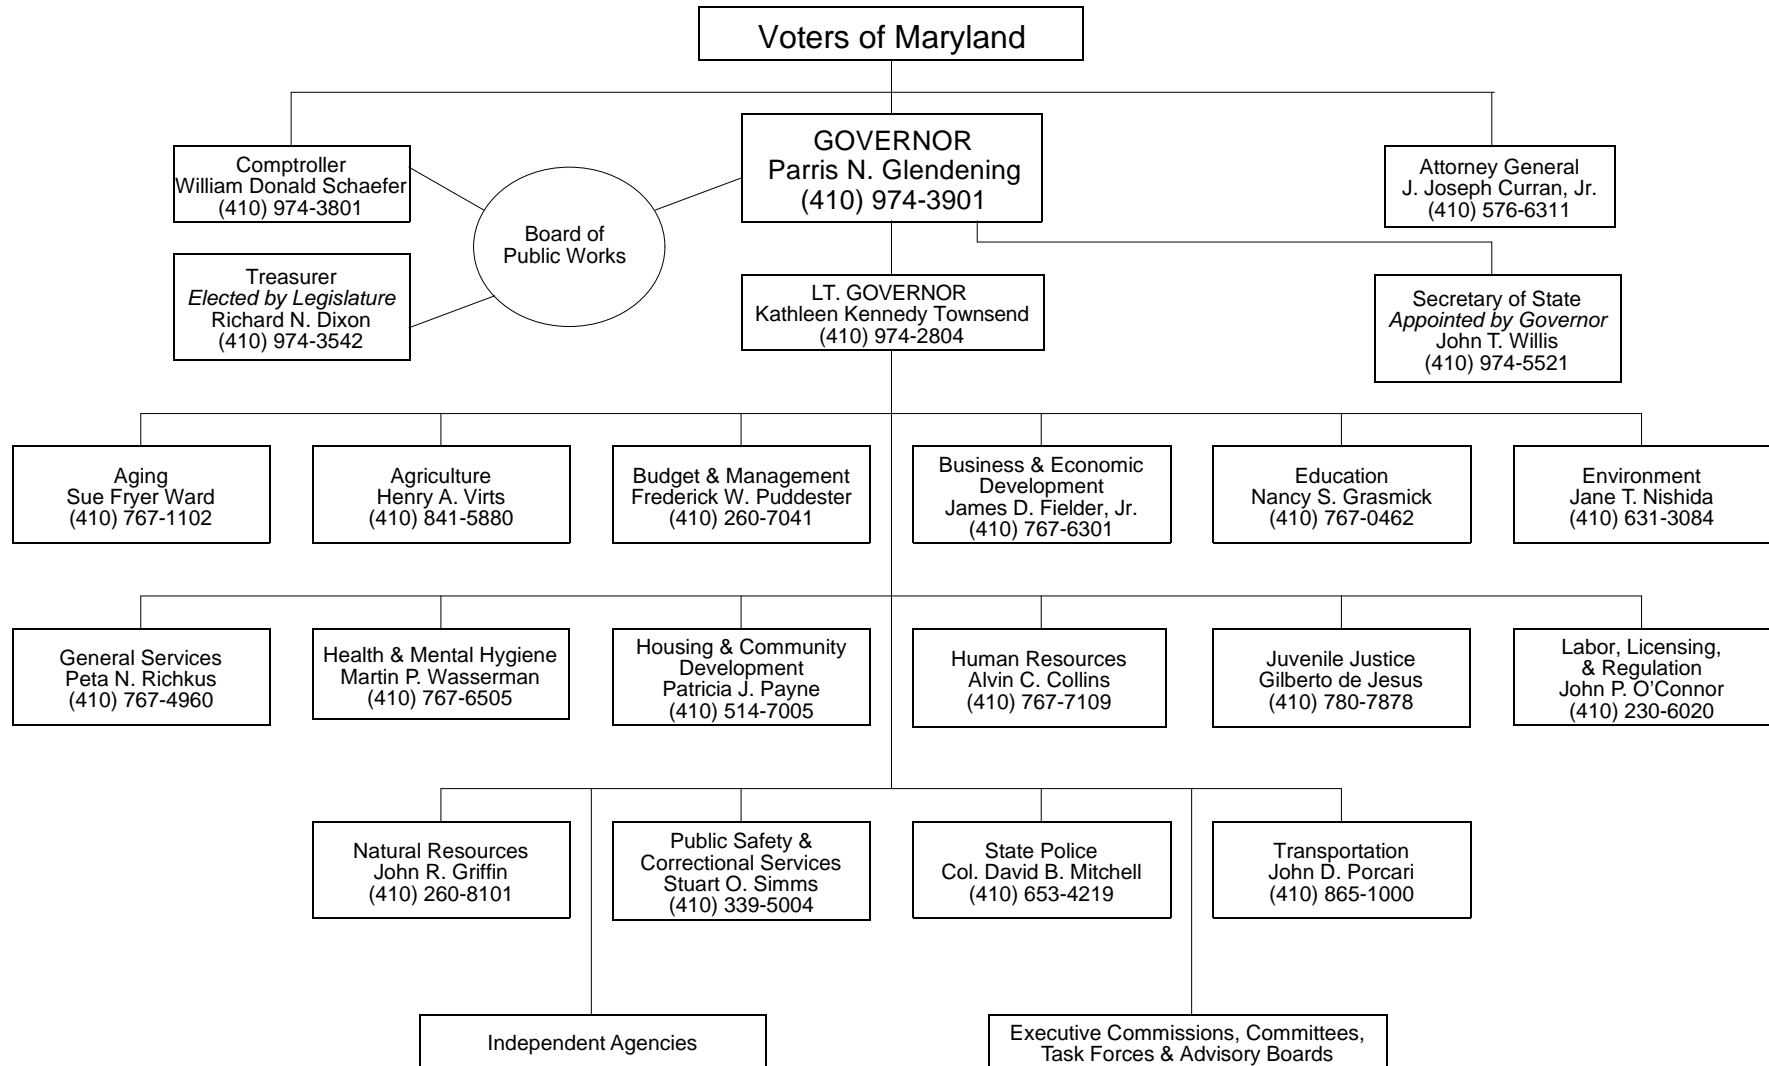 Voters of Maryland
Comptroller
William Donald Schaefer
(410) 974-3801
GOVERNOR
Parris N. Glendening
(410) 974-3901
Attorney General
J. Joseph Curran, Jr.
(410) 576-6311
Board of
Public Works
Treasurer
Elected by Legislature
Richard N. Dixon
(410) 974-3542
LT. GOVERNOR
Kathleen Kennedy Townsend
(410) 974-2804
Secretary of State
Appointed by Governor
John T. Willis
(410) 974-5521
Aging
Sue Fryer Ward
(410) 767-1102
Agriculture
Henry A. Virts
(410) 841-5880
Budget & Management
Frederick W. Puddester
(410) 260-7041
Business & Economic
Development
James D. Fielder, Jr.
(410) 767-6301
Education
Nancy S. Grasmick
(410) 767-0462
Environment
Jane T. Nishida
(410) 631-3084
General Services
Peta N. Richkus
(410) 767-4960
Health & Mental Hygiene
Martin P. Wasserman
(410) 767-6505
Housing & Community
Development
Patricia J. Payne
(410) 514-7005
Human Resources
Alvin C. Collins
(410) 767-7109
Juvenile Justice
Gilberto de Jesus
(410) 780-7878
Labor, Licensing,
& Regulation
John P. O’Connor
(410) 230-6020
Natural Resources
John R. Griffin
(410) 260-8101
Public Safety &
Correctional Services
Stuart O. Simms
(410) 339-5004
State Police
Col. David B. Mitchell
(410) 653-4219
Transportation
John D. Porcari
(410) 865-1000
Independent Agencies
Executive Commissions, Committees,
Task Forces & Advisory Boards